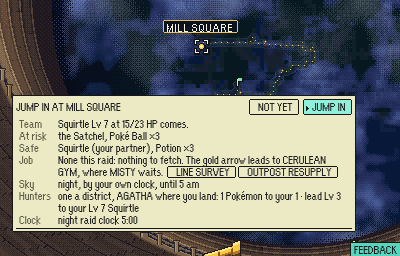 MILL SQUARE
JUMP IN AT MILL SQUARE
NOT YET
JUMP IN
Team Squirtle Lv 7 at 15/23 HP comes.
At risk the Satchel, Poké Ball ×3
Safe Squirtle (your partner), Potion ×3
Job None this raid: nothing to fetch. The gold arrow leads to CERULEAN
GYM, where MISTY waits. LINE SURVEY OUTPOST RESUPPLY
Sky night, by your own clock, until 5 am
Hunters one a district, AGATHA where you land: 1 Pokémon to your 1 · lead Lv 3
to your Lv 7 Squirtle
Clock night raid clock 5:00
FEEDBACK